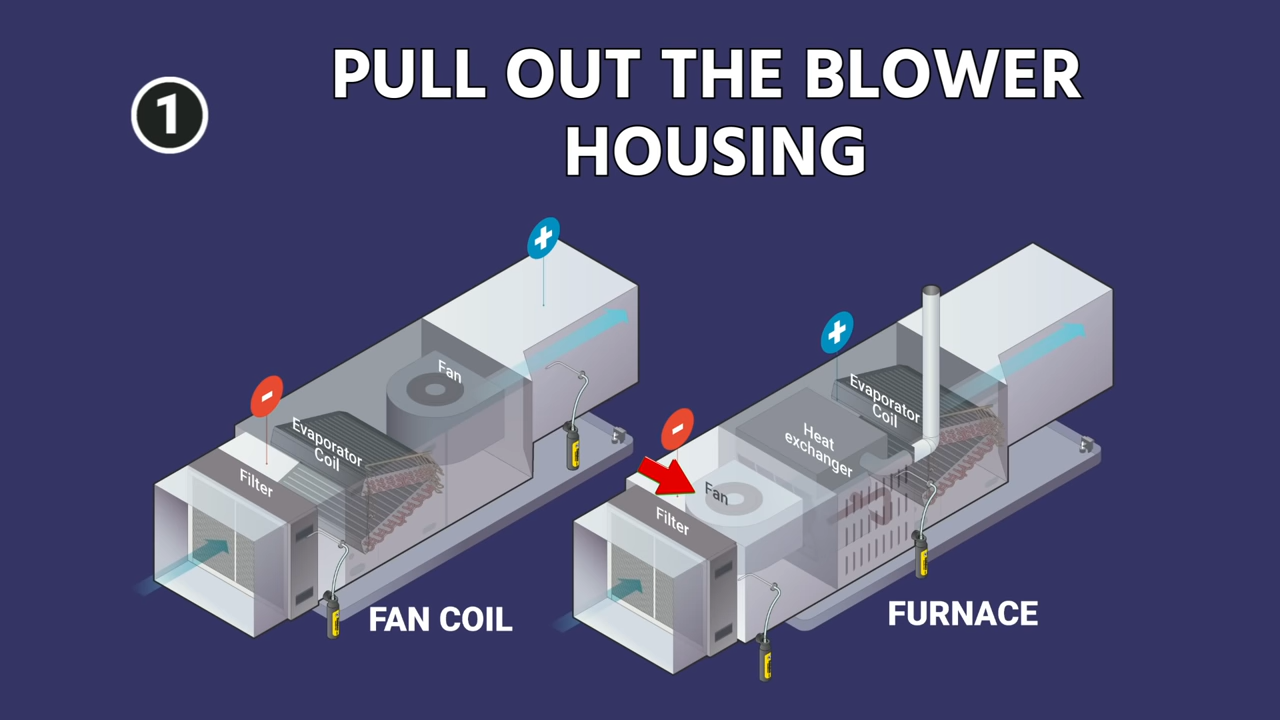 1
PULL OUT THE BLOWER
HOUSING
+
-
Fan
Evaporator
Coil
Filter
FAN COIL
+
-
Evaporator
Coil
Heat
exchanger
Fan
Filter
FURNACE